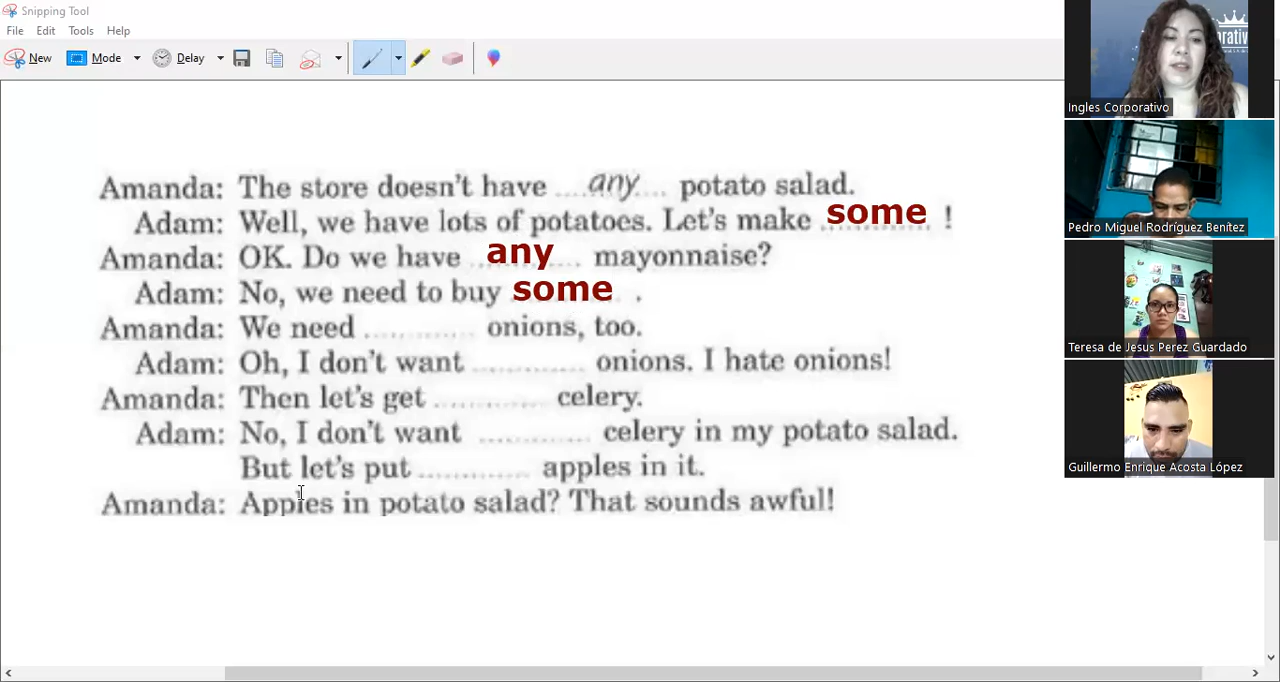 Snipping Tool
File Edit Tools Help
New Mode Delay
Amanda: The store doesn't have ....any.... potato salad.
Adam: Well, we have lots of potatoes. Let's make some !
Amanda: OK. Do we have any mayonnaise?
Adam: No, we need to buy some .
Amanda: We need ............ onions, too.
Adam: Oh, I don't want ............ onions. I hate onions!
Amanda: Then let's get ............ celery.
Adam: No, I don't want ............ celery in my potato salad.
But let's put ............ apples in it.
Amanda: Apples in potato salad? That sounds awful!
Ingles Corporativo
Pedro Miguel Rodríguez Benítez
Teresa de Jesus Perez Guardado
Guillermo Enrique Acosta López